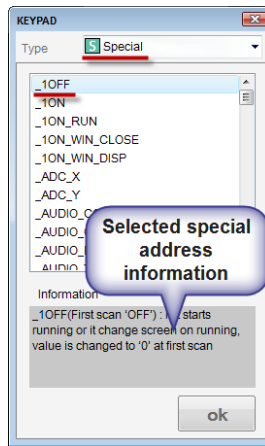 KEYPAD
Type
S Special
_1OFF
_1ON
_1ON_RUN
_1ON_WIN_CLOSE
_1ON_WIN_DISP
_ADC_X
_ADC_Y
Selected special
address
information
Information
_1OFF(First scan 'OFF') : starts
running or it change screen on running,
value is changed to '0' at first scan
ok